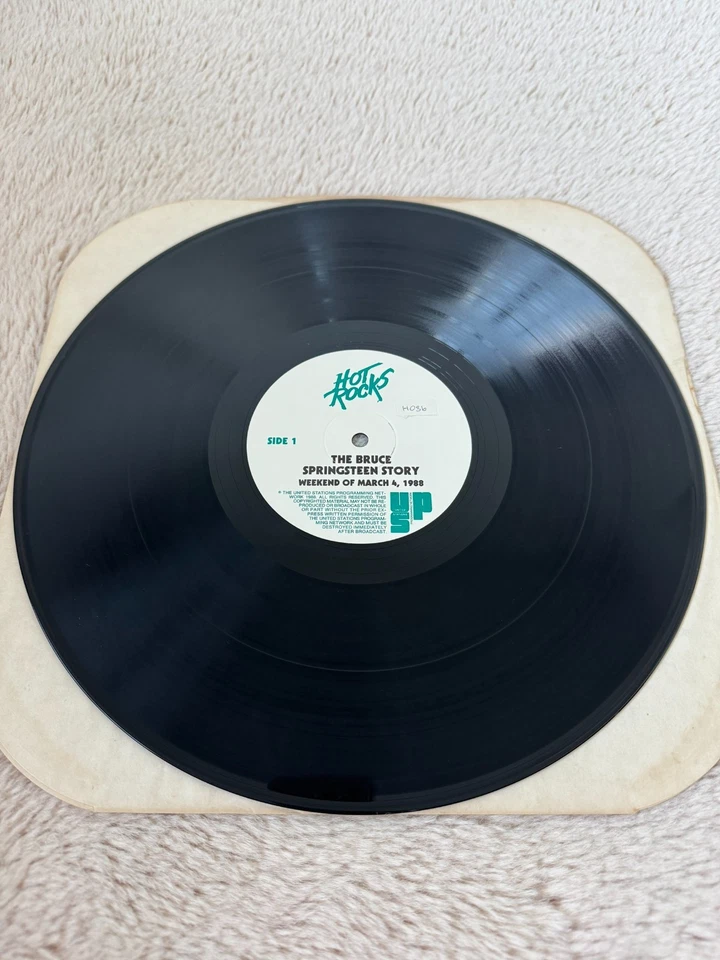 HOT
ROCKS
H036
SIDE 1
THE BRUCE
SPRINGSTEEN STORY
WEEKEND OF MARCH 4, 1988
℗ THE UNITED STATIONS PROGRAMMING NET-
WORK 1988. ALL RIGHTS RESERVED. THIS
COPYRIGHTED MATERIAL MAY NOT BE RE-
PRODUCED OR BROADCAST IN WHOLE
OR PART WITHOUT THE PRIOR EX-
PRESS WRITTEN PERMISSION OF
THE UNITED STATIONS PROGRAM-
MING NETWORK AND MUST BE
DESTROYED IMMEDIATELY
AFTER BROADCAST.